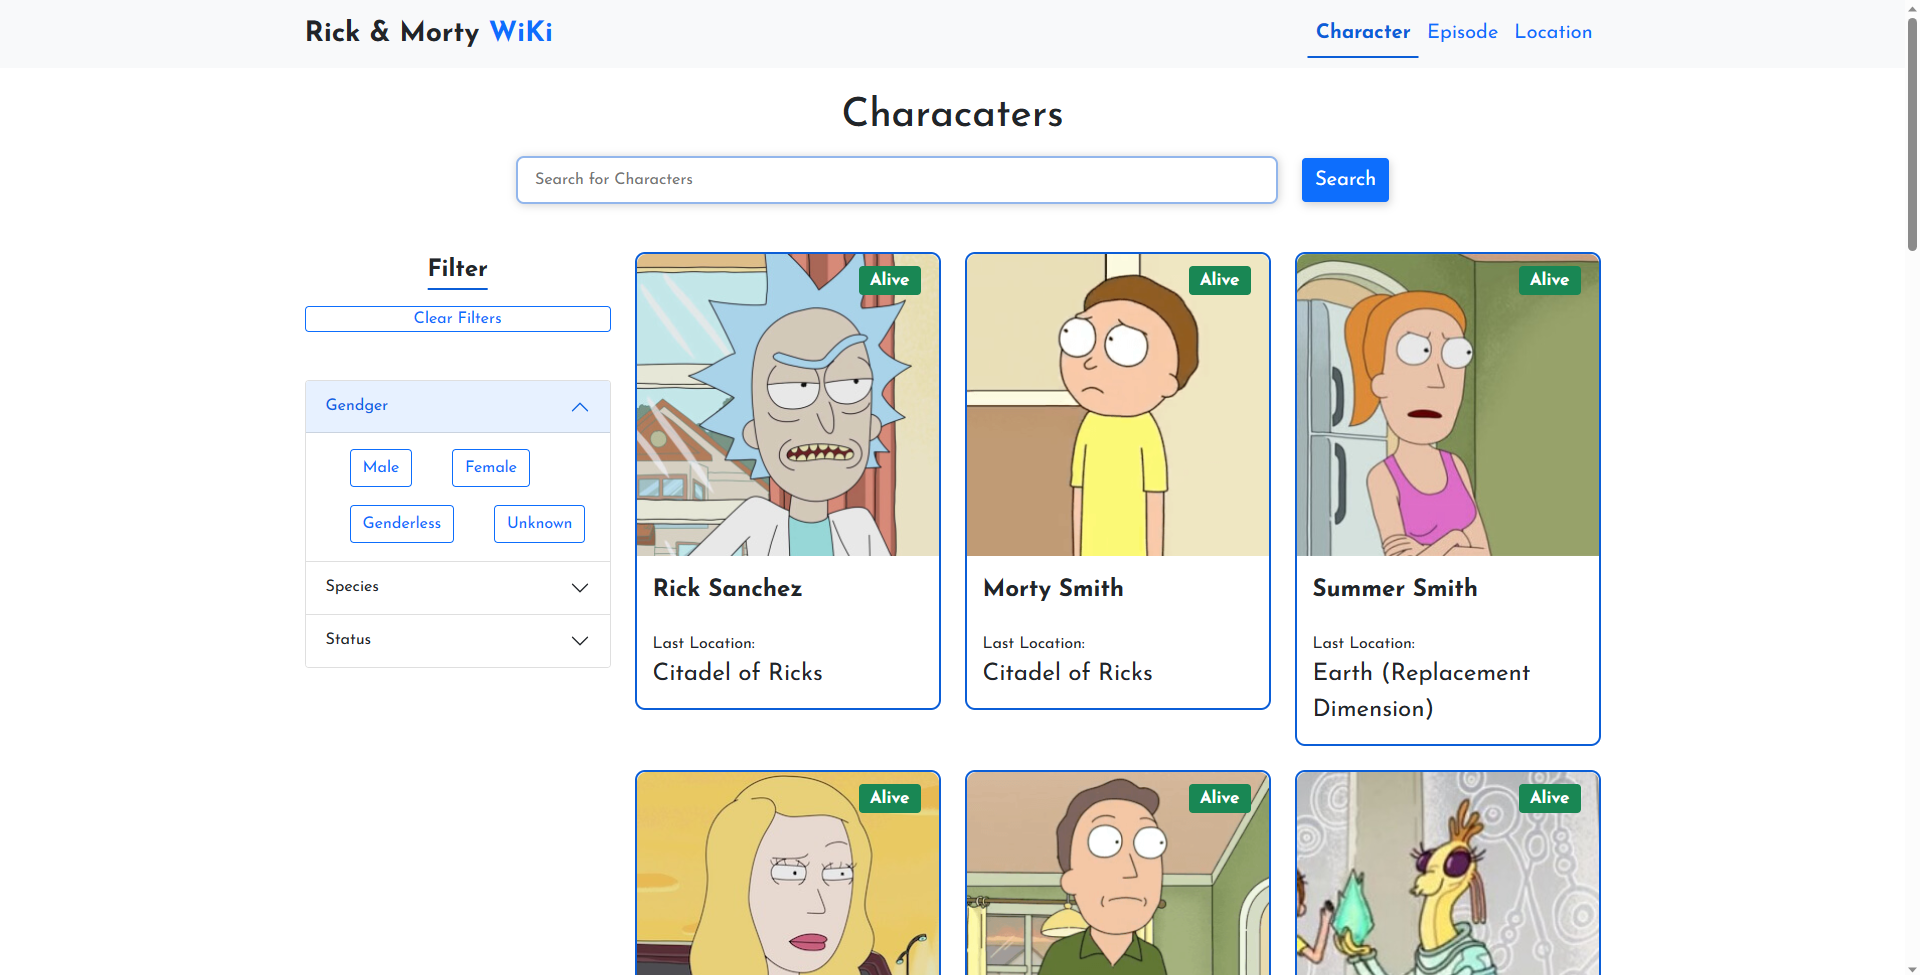 Rick & Morty WiKi
Character Episode Location
Characaters
Search for Characters
Search
Filter
Clear Filters
Gendger
Male Female
Genderless Unknown
Species
Status
Alive
Rick Sanchez
Last Location:
Citadel of Ricks
Alive
Morty Smith
Last Location:
Citadel of Ricks
Alive
Summer Smith
Last Location:
Earth (Replacement
Dimension)
Alive
Alive
Alive